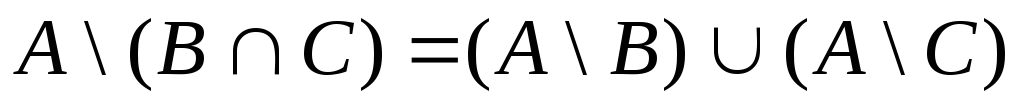 A \ (B ∩ C) =(A \ B) ∪ (A \ C)